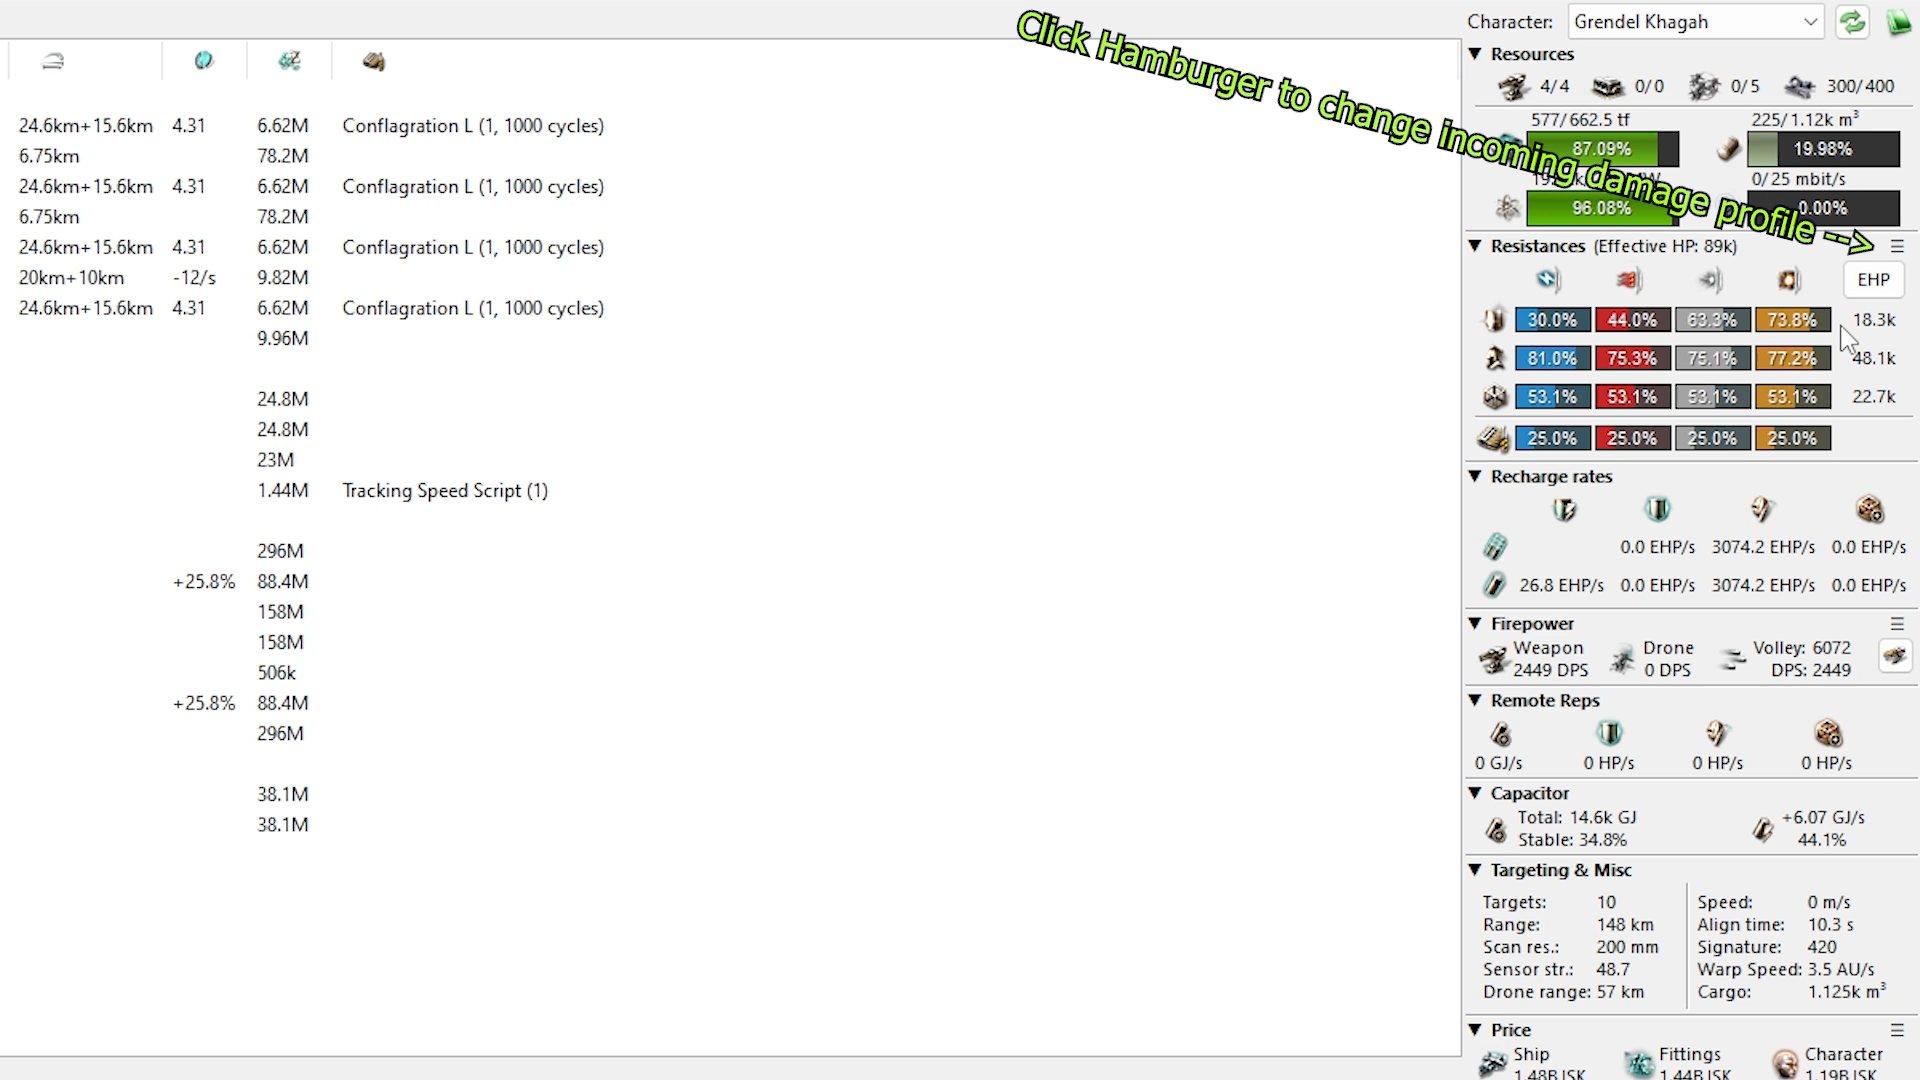 Click Hamburger to change incoming damage profile -->
Character: Grendel Khagah
Resources
4/4 0/0 0/5 300/400
577/662.5 tf 225/1.12k m³
87.09% 19.98%
0/25 mbit/s
96.08% 0.00%
Resistances (Effective HP: 89k)
EHP
30.0% 44.0% 63.3% 73.8% 18.3k
81.0% 75.3% 75.1% 77.2% 48.1k
53.1% 53.1% 53.1% 53.1% 22.7k
25.0% 25.0% 25.0% 25.0%
Recharge rates
0.0 EHP/s 3074.2 EHP/s 0.0 EHP/s
26.8 EHP/s 0.0 EHP/s 3074.2 EHP/s 0.0 EHP/s
Firepower
Weapon Drone Volley: 6072
2449 DPS 0 DPS DPS: 2449
Remote Reps
0 GJ/s 0 HP/s 0 HP/s 0 HP/s
Capacitor
Total: 14.6k GJ +6.07 GJ/s
Stable: 34.8% 44.1%
Targeting & Misc
Targets: 10 Speed: 0 m/s
Range: 148 km Align time: 10.3 s
Scan res.: 200 mm Signature: 420
Sensor str.: 48.7 Warp Speed: 3.5 AU/s
Drone range: 57 km Cargo: 1.125k m³
Price
Ship Fittings Character
1.48B ISK 1.44B ISK 1.19B ISK
24.6km+15.6km 4.31 6.62M Conflagration L (1, 1000 cycles)
6.75km 78.2M
24.6km+15.6km 4.31 6.62M Conflagration L (1, 1000 cycles)
6.75km 78.2M
24.6km+15.6km 4.31 6.62M Conflagration L (1, 1000 cycles)
20km+10km -12/s 9.82M
24.6km+15.6km 4.31 6.62M Conflagration L (1, 1000 cycles)
9.96M
24.8M
24.8M
23M
1.44M Tracking Speed Script (1)
296M
+25.8% 88.4M
158M
158M
506k
+25.8% 88.4M
296M
38.1M
38.1M